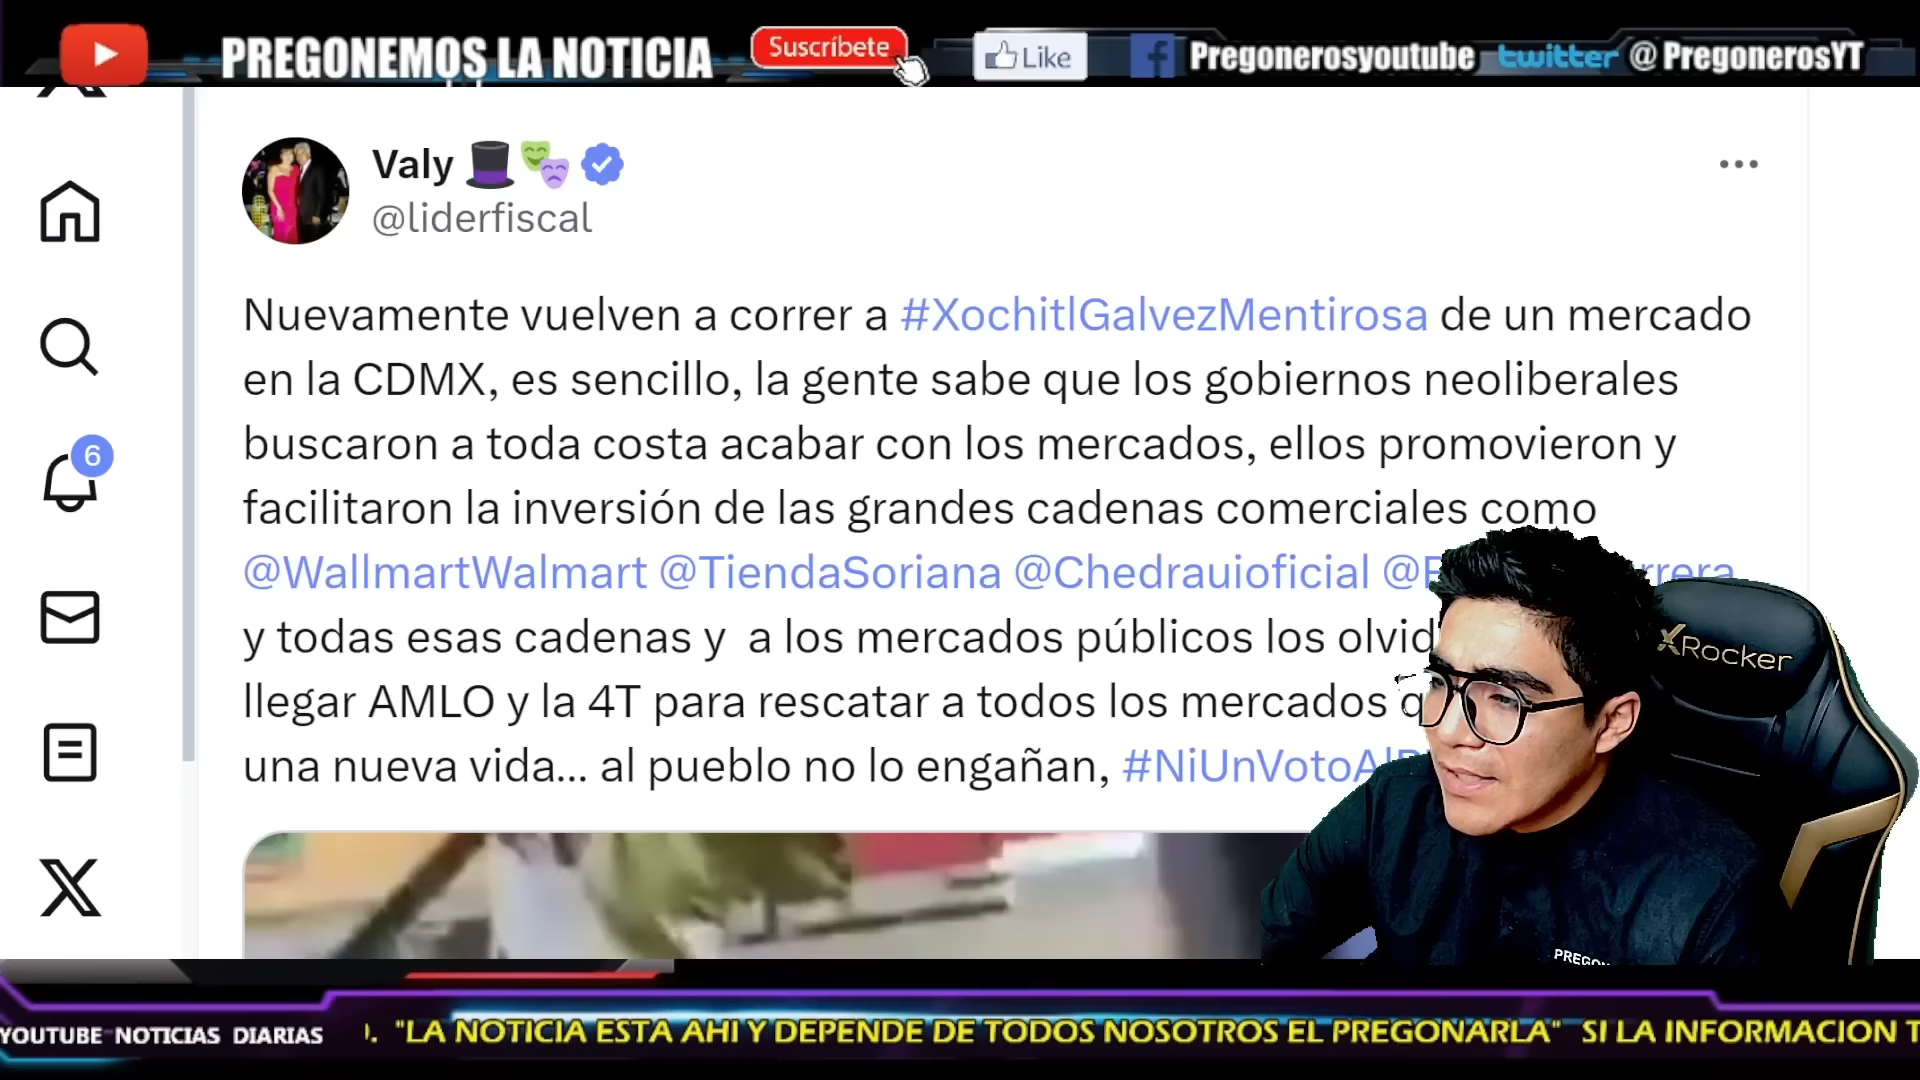 PREGONEMOS LA NOTICIA
Suscríbete
Like
Pregonerosyoutube
twitter @PregonerosYT
Valy
@liderfiscal
6
Nuevamente vuelven a correr a #XochitlGalvezMentirosa de un mercado
en la CDMX, es sencillo, la gente sabe que los gobiernos neoliberales
buscaron a toda costa acabar con los mercados, ellos promovieron y
facilitaron la inversión de las grandes cadenas comerciales como
@WallmartWalmart @TiendaSoriana @Chedrauioficial
y todas esas cadenas y a los mercados públicos los
llegar AMLO y la 4T para rescatar a todos los mercados
una nueva vida... al pueblo no lo engañan,
XRocker
YOUTUBE NOTICIAS DIARIAS
"LA NOTICIA ESTA AHI Y DEPENDE DE TODOS NOSOTROS EL PREGONARLA" SI LA INFORMACION